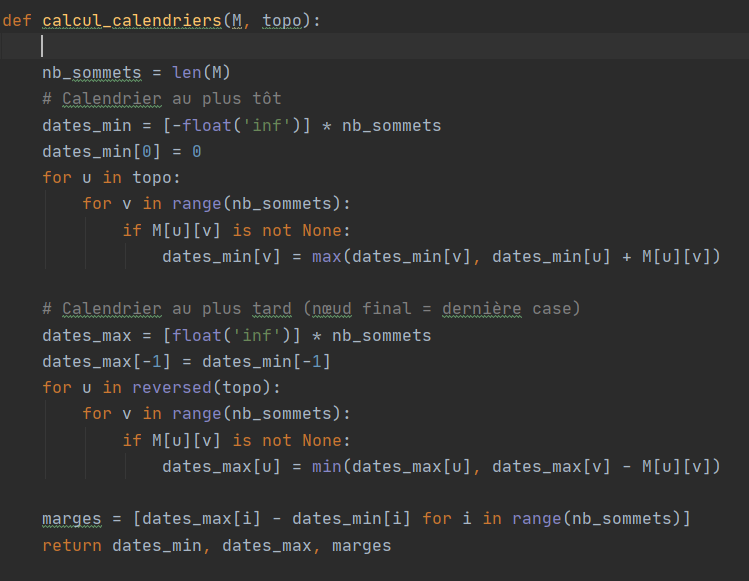 def calcul_calendriers(M, topo):
    nb_sommets = len(M)
    # Calendrier au plus tôt
    dates_min = [-float('inf')] * nb_sommets
    dates_min[0] = 0
    for u in topo:
        for v in range(nb_sommets):
            if M[u][v] is not None:
                dates_min[v] = max(dates_min[v], dates_min[u] + M[u][v])
    # Calendrier au plus tard (nœud final = dernière case)
    dates_max = [float('inf')] * nb_sommets
    dates_max[-1] = dates_min[-1]
    for u in reversed(topo):
        for v in range(nb_sommets):
            if M[u][v] is not None:
                dates_max[u] = min(dates_max[u], dates_max[v] - M[u][v])
    marges = [dates_max[i] - dates_min[i] for i in range(nb_sommets)]
    return dates_min, dates_max, marges